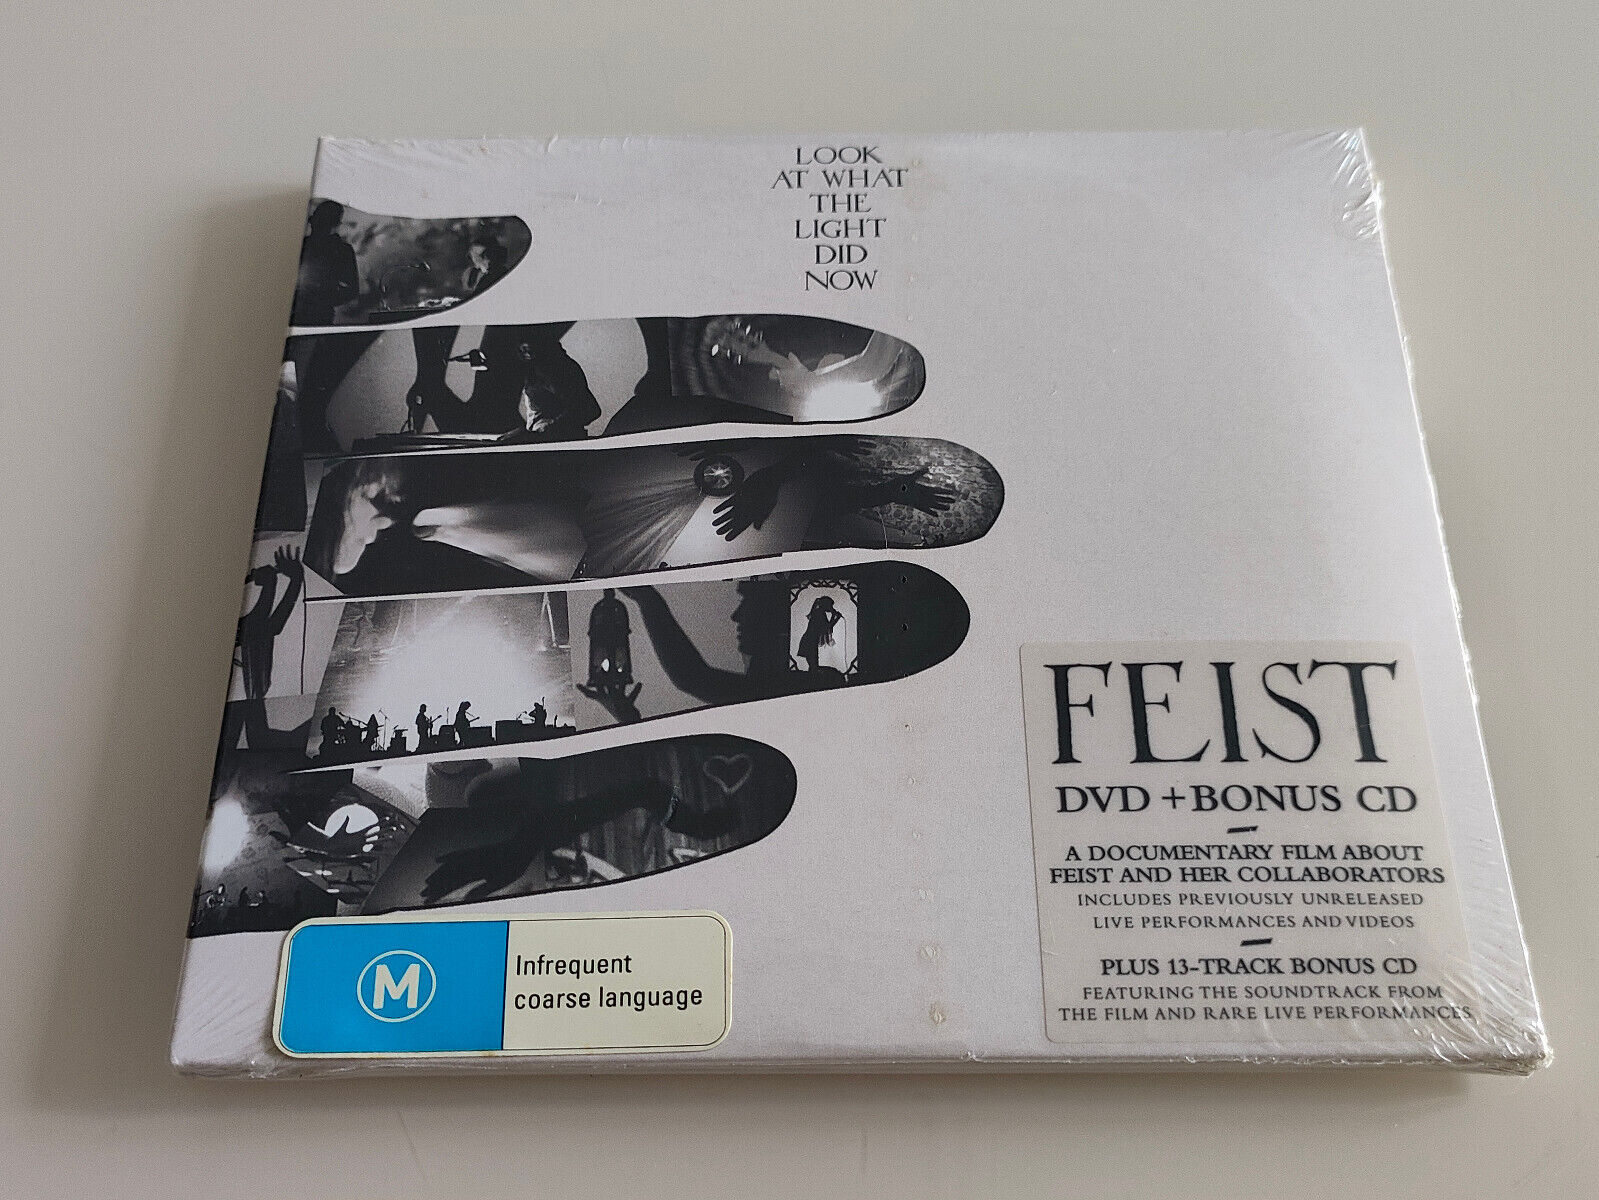 LOOK
AT WHAT
THE
LIGHT
DID
NOW
FEIST
DVD + BONUS CD
A DOCUMENTARY FILM ABOUT
FEIST AND HER COLLABORATORS
INCLUDES PREVIOUSLY UNRELEASED
LIVE PERFORMANCES AND VIDEOS
PLUS 13-TRACK BONUS CD
FEATURING THE SOUNDTRACK FROM
THE FILM AND RARE LIVE PERFORMANCES
M
Infrequent
coarse language